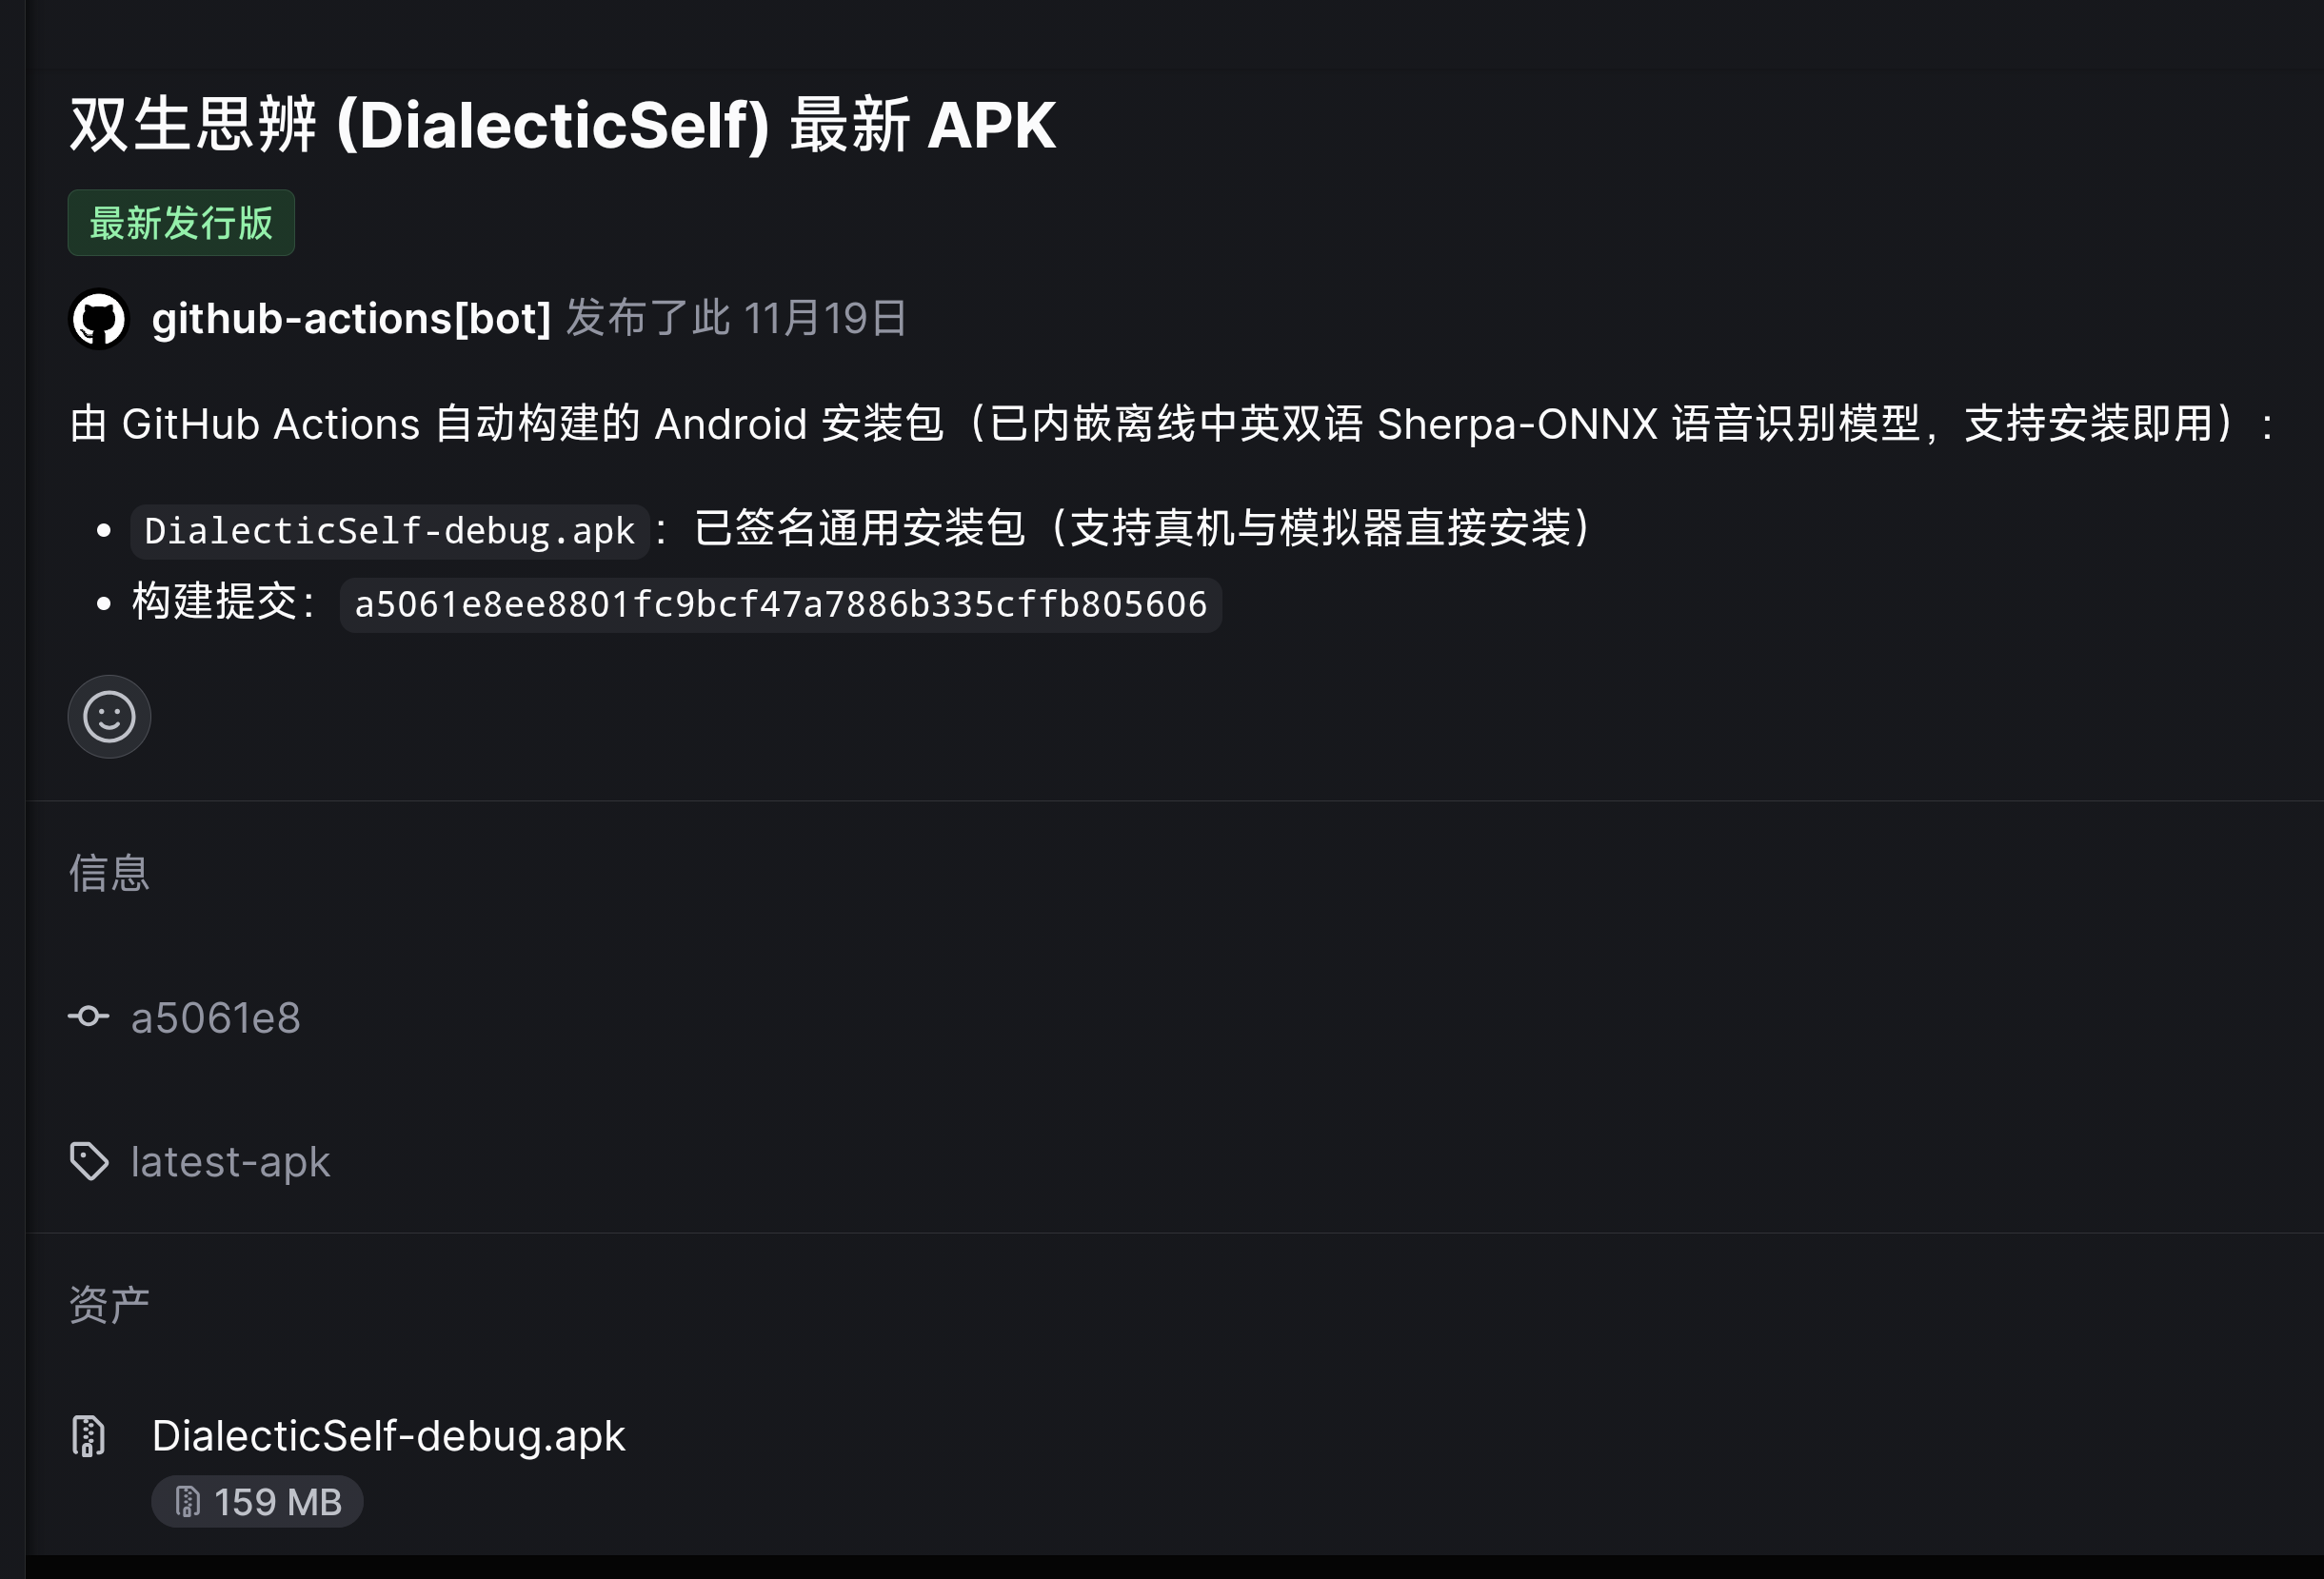 双生思辨 (DialecticSelf) 最新 APK
最新发行版
github-actions[bot] 发布了此 11月19日
由 GitHub Actions 自动构建的 Android 安装包（已内嵌离线中英双语 Sherpa-ONNX 语音识别模型，支持安装即用）：
DialecticSelf-debug.apk：已签名通用安装包（支持真机与模拟器直接安装）
构建提交：a5061e8ee8801fc9bcf47a7886b335cffb805606
信息
a5061e8
latest-apk
资产
DialecticSelf-debug.apk
159 MB